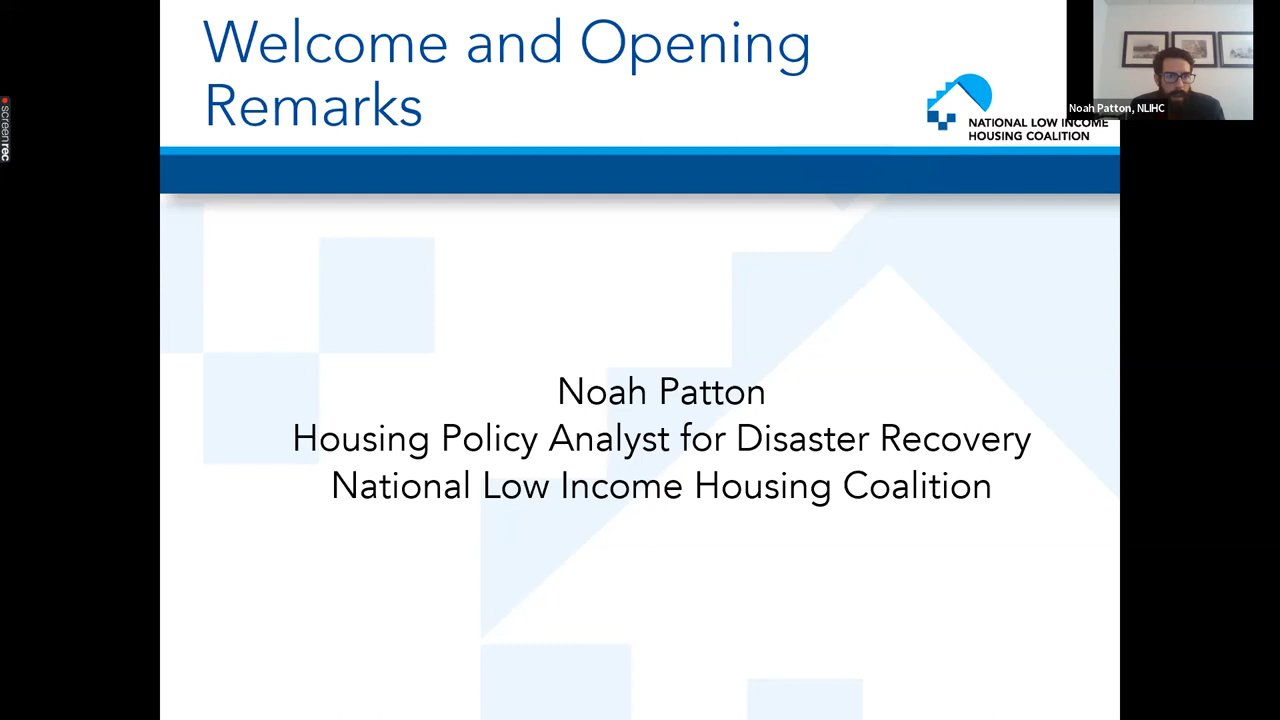 Welcome and Opening
Remarks
NATIONAL LOW INCOME
HOUSING COALITION
Noah Patton, NLIHC
screenrec
Noah Patton
Housing Policy Analyst for Disaster Recovery
National Low Income Housing Coalition